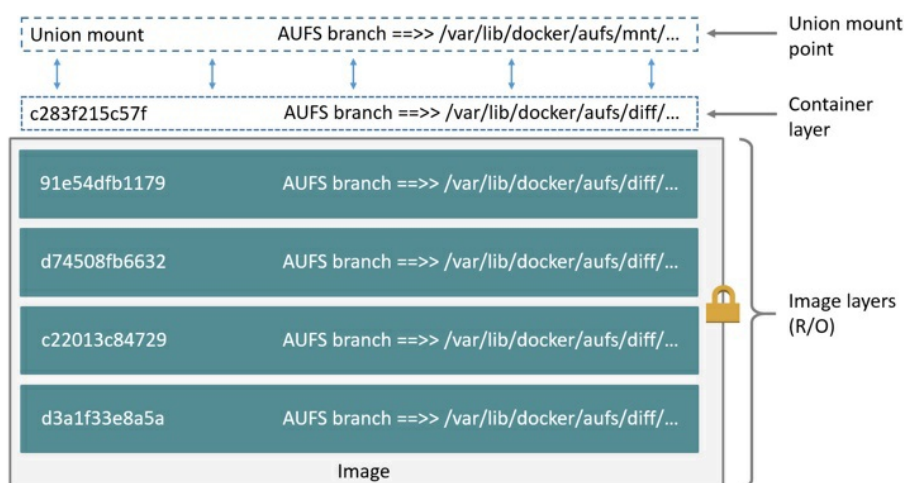 Union mount AUFS branch ==>> /var/lib/docker/aufs/mnt/...
Union mount
point
c283f215c57f AUFS branch ==>> /var/lib/docker/aufs/diff/...
Container
layer
91e54dfb1179 AUFS branch ==>> /var/lib/docker/aufs/diff/...
d74508fb6632 AUFS branch ==>> /var/lib/docker/aufs/diff/...
c22013c84729 AUFS branch ==>> /var/lib/docker/aufs/diff/...
d3a1f33e8a5a AUFS branch ==>> /var/lib/docker/aufs/diff/...
Image layers
(R/O)
Image